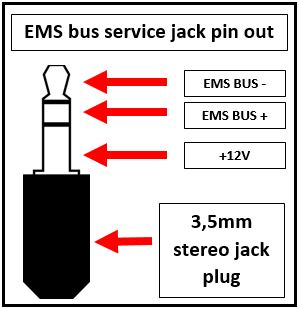 EMS bus service jack pin out
EMS BUS -
EMS BUS +
+12V
3,5mm
stereo jack
plug